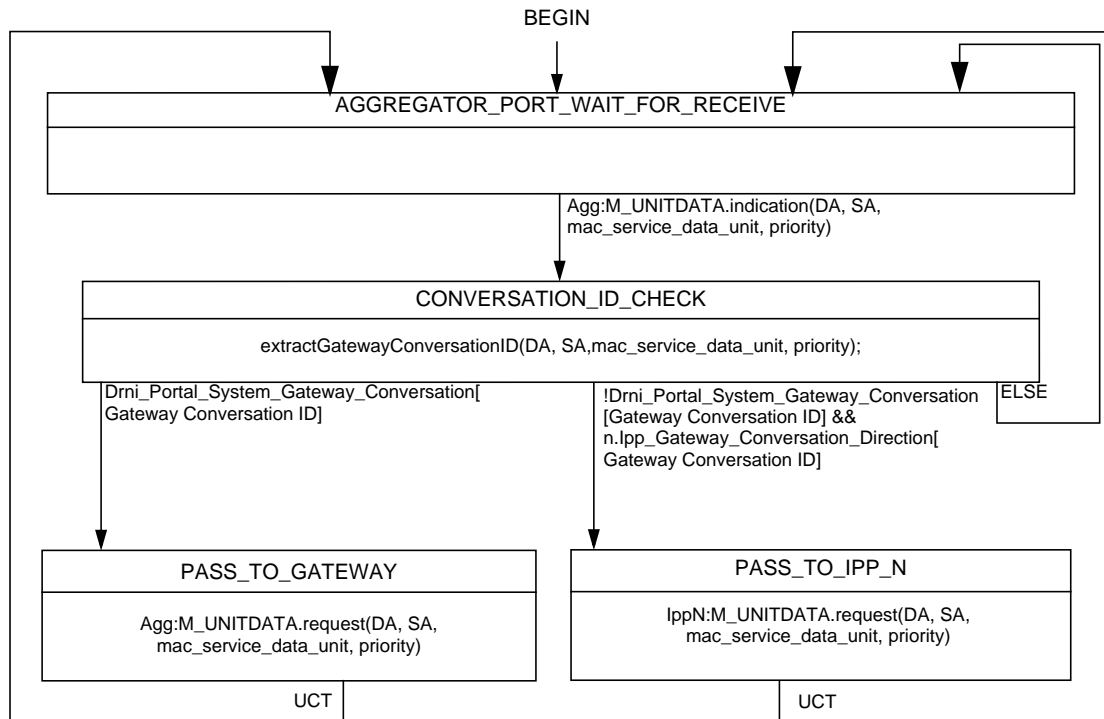 BEGIN
AGGREGATOR_PORT_WAIT_FOR_RECEIVE
Agg:M_UNITDATA.indication(DA, SA,
mac_service_data_unit, priority)
CONVERSATION_ID_CHECK
extractGatewayConversationID(DA, SA,mac_service_data_unit, priority);
Drni_Portal_System_Gateway_Conversation[
Gateway Conversation ID]
!Drni_Portal_System_Gateway_Conversation
[Gateway Conversation ID] &&
n.Ipp_Gateway_Conversation_Direction[
Gateway Conversation ID]
ELSE
PASS_TO_GATEWAY
Agg:M_UNITDATA.request(DA, SA,
mac_service_data_unit, priority)
UCT
PASS_TO_IPP_N
IppN:M_UNITDATA.request(DA, SA,
mac_service_data_unit, priority)
UCT